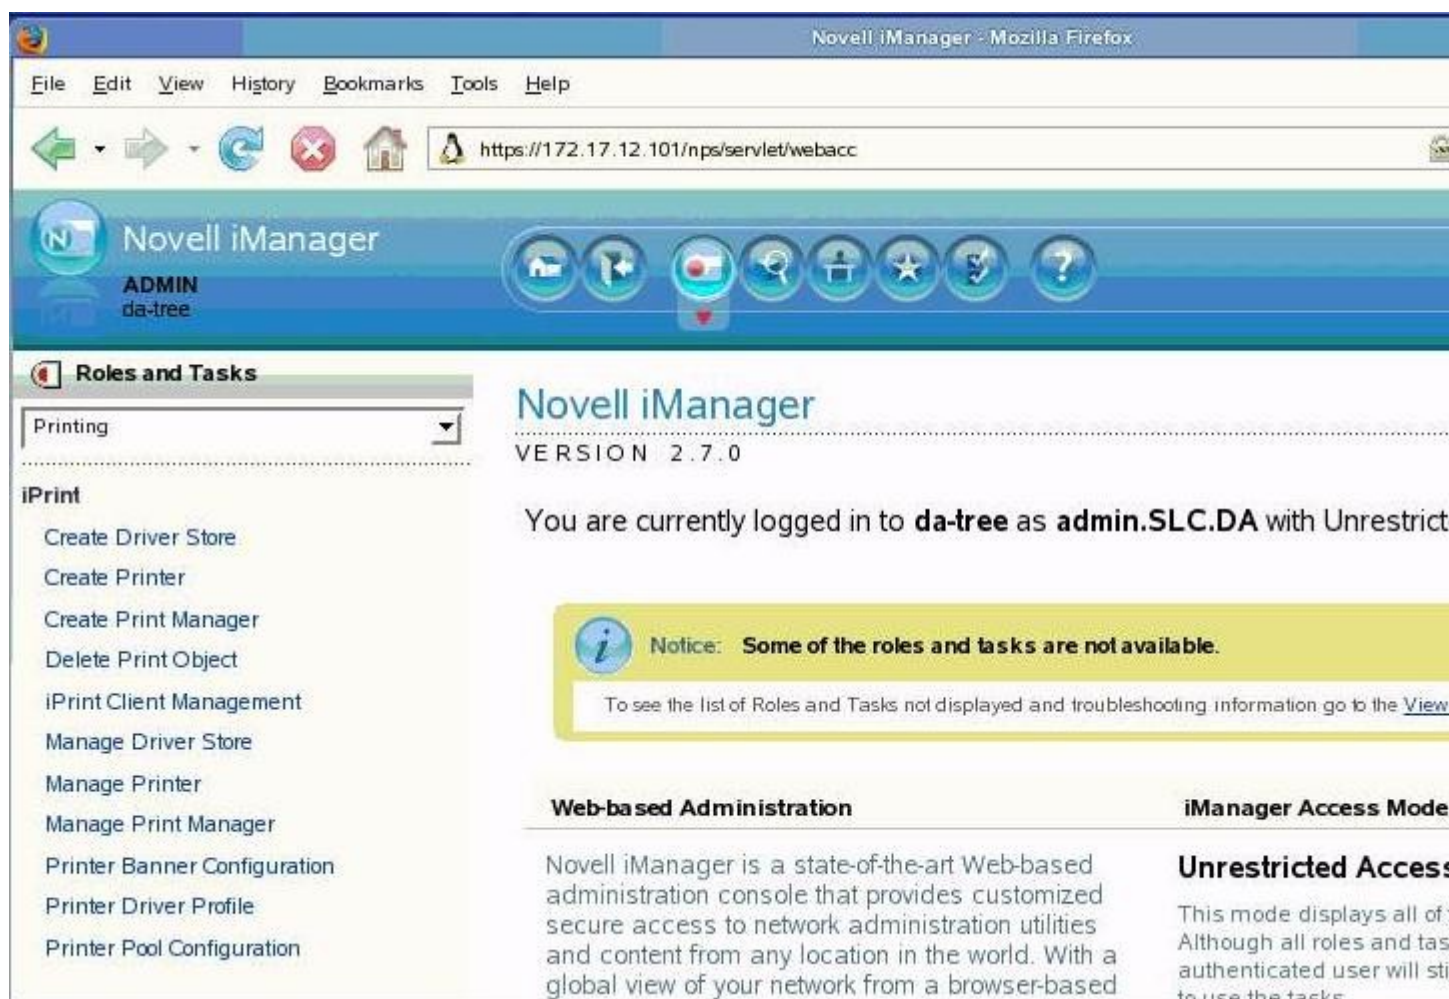 Novell iManager - Mozilla Firefox
File Edit View History Bookmarks Tools Help
https://172.17.12.101/nps/servlet/webacc
N
Novell iManager
ADMIN
da-tree
?
Roles and Tasks
Printing
iPrint
Create Driver Store
Create Printer
Create Print Manager
Delete Print Object
iPrint Client Management
Manage Driver Store
Manage Printer
Manage Print Manager
Printer Banner Configuration
Printer Driver Profile
Printer Pool Configuration
Novell iManager
VERSION 2.7.0
You are currently logged in to da-tree as admin.SLC.DA with Unrestrict
i
Notice: Some of the roles and tasks are not available.
To see the list of Roles and Tasks not displayed and troubleshooting information go to the View
Web-based Administration
Novell iManager is a state-of-the-art Web-based
administration console that provides customized
secure access to network administration utilities
and content from any location in the world. With a
global view of your network from a browser-based
iManager Access Mode
Unrestricted Access
This mode displays all of
Although all roles and tas
authenticated user will sti
to use the tasks